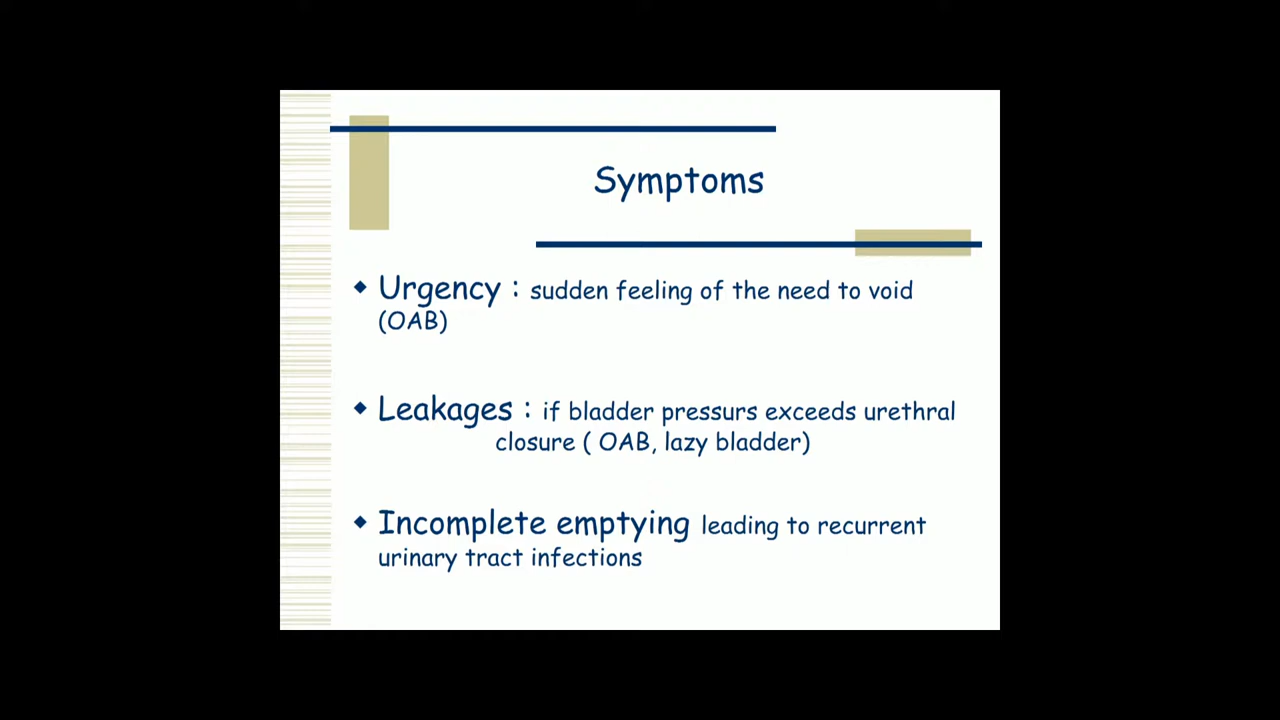 Symptoms
Urgency : sudden feeling of the need to void
(OAB)
Leakages : if bladder pressurs exceeds urethral
closure ( OAB, lazy bladder)
Incomplete emptying leading to recurrent
urinary tract infections